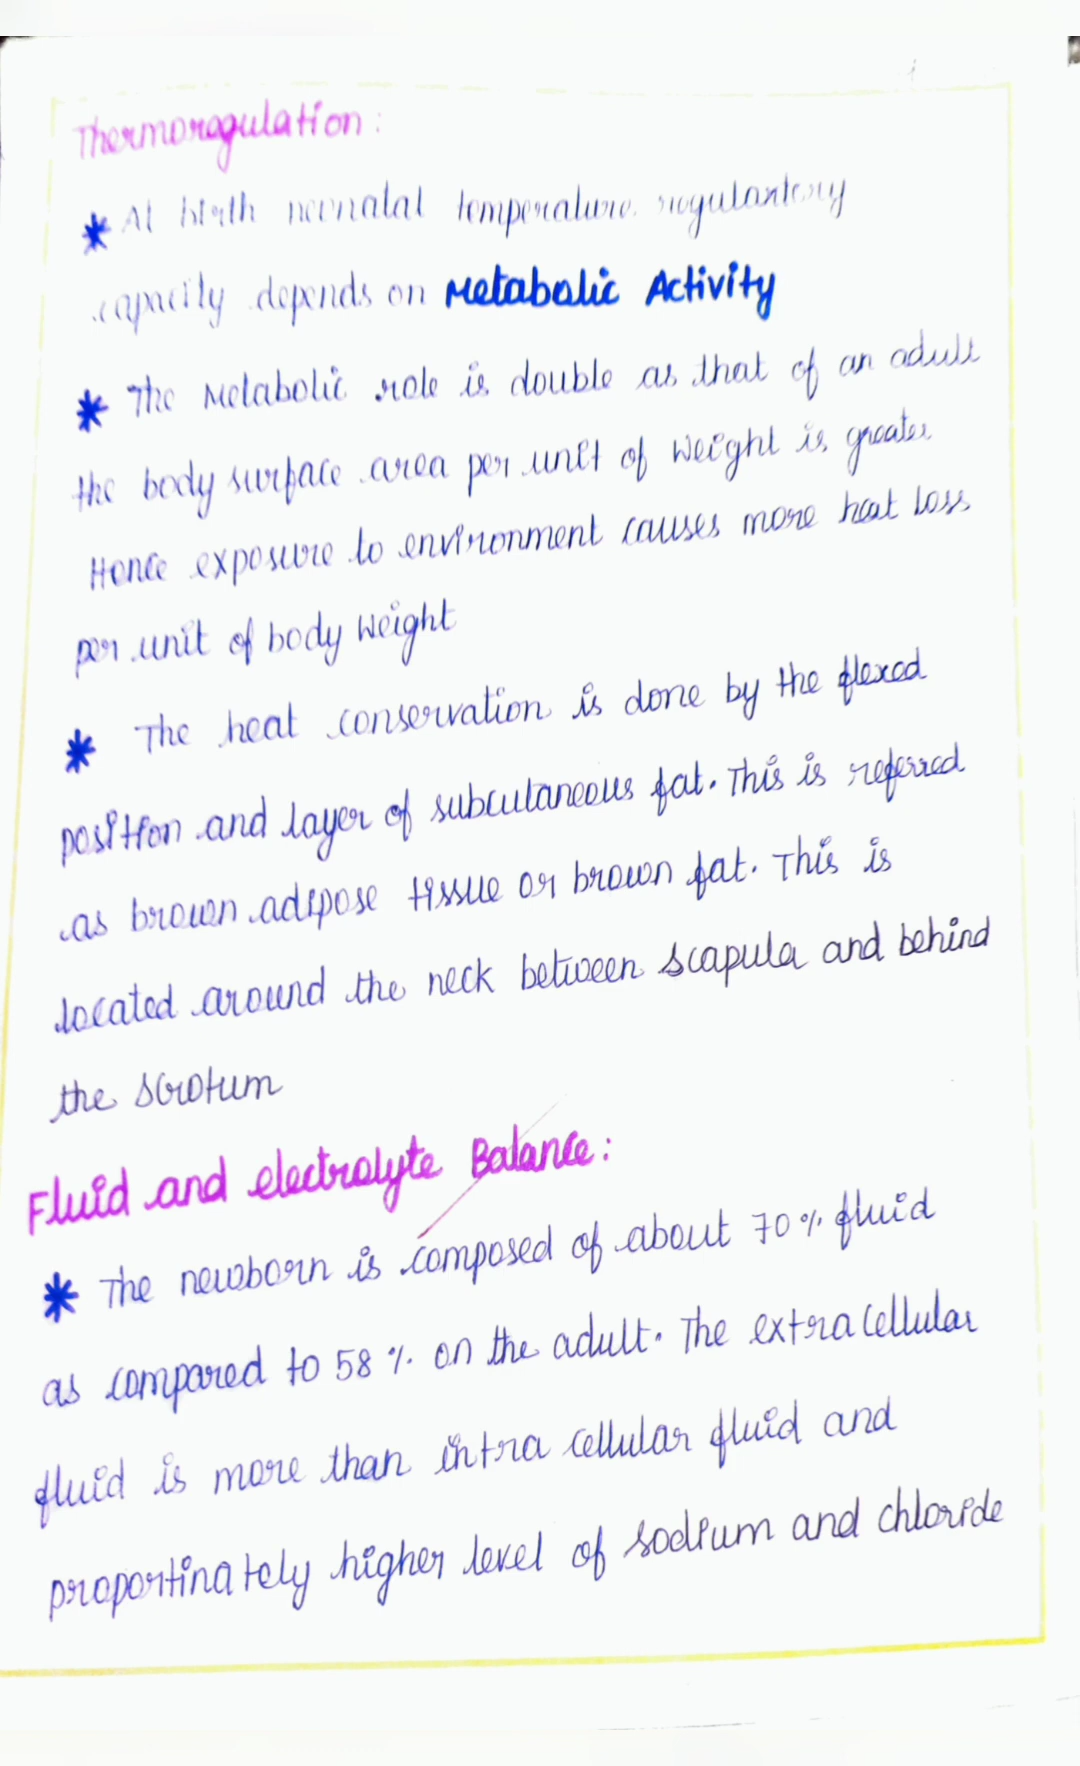 Thermoregulation:
* At birth neonatal temperature regulantory
capacity depends on Metabolic Activity
* The Metabolic role is double as that of an adult
the body surface area per unit of weight is greater
Hence exposure to environment causes more heat loss
per unit of body weight
* The heat conservation is done by the flexed
position and layer of subcutaneous fat. This is referred
as brown adipose tissue or brown fat. This is
located around the neck between scapula and behind
the scrotum
Fluid and electrolyte Balance:
* The newborn is composed of about 70% fluid
as compared to 58% on the adult. The extra cellular
fluid is more than intra cellular fluid and
proportinately higher level of sodium and chloride